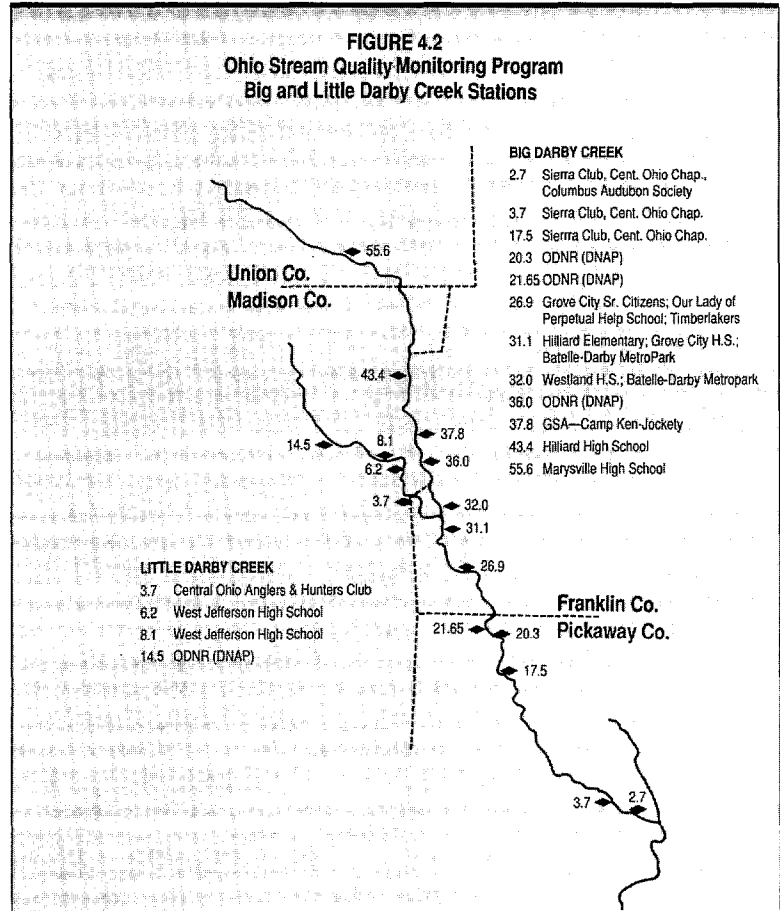 FIGURE 4.2
Ohio Stream Quality Monitoring Program
Big and Little Darby Creek Stations
BIG DARBY CREEK
2.7 Sierra Club, Cent. Ohio Chap.,
Columbus Audubon Society
3.7 Sierra Club, Cent. Ohio Chap.
17.5 Sierrra Club, Cent. Ohio Chap.
20.3 ODNR (DNAP)
21.65 ODNR (DNAP)
26.9 Grove City Sr. Citizens; Our Lady of
Perpetual Help School; Timberlakers
31.1 Hilliard Elementary; Grove City H.S.;
Batelle-Darby MetroPark
32.0 Westland H.S.; Batelle-Darby Metropark
36.0 ODNR (DNAP)
37.8 GSA—Camp Ken-Jockety
43.4 Hilliard High School
55.6 Marysville High School
55.6
Union Co.
Madison Co.
43.4
37.8
14.5
8.1
36.0
6.2
3.7
32.0
31.1
26.9
LITTLE DARBY CREEK
3.7 Central Ohio Anglers & Hunters Club
6.2 West Jefferson High School
8.1 West Jefferson High School
14.5 ODNR (DNAP)
Franklin Co.
Pickaway Co.
21.65
20.3
17.5
3.7
2.7